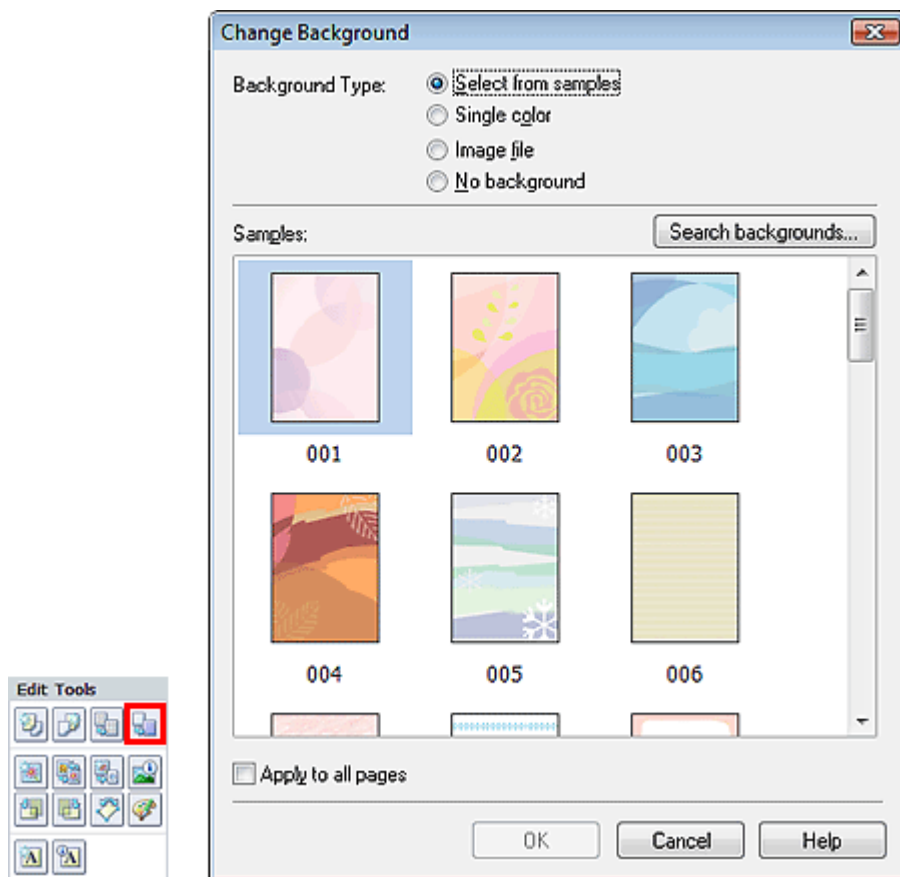 Change Background
Background Type:
Select from samples
Single color
Image file
No background
Samples:
Search backgrounds...
001 002 003
004 005 006
Apply to all pages
OK Cancel Help
Edit Tools
A A